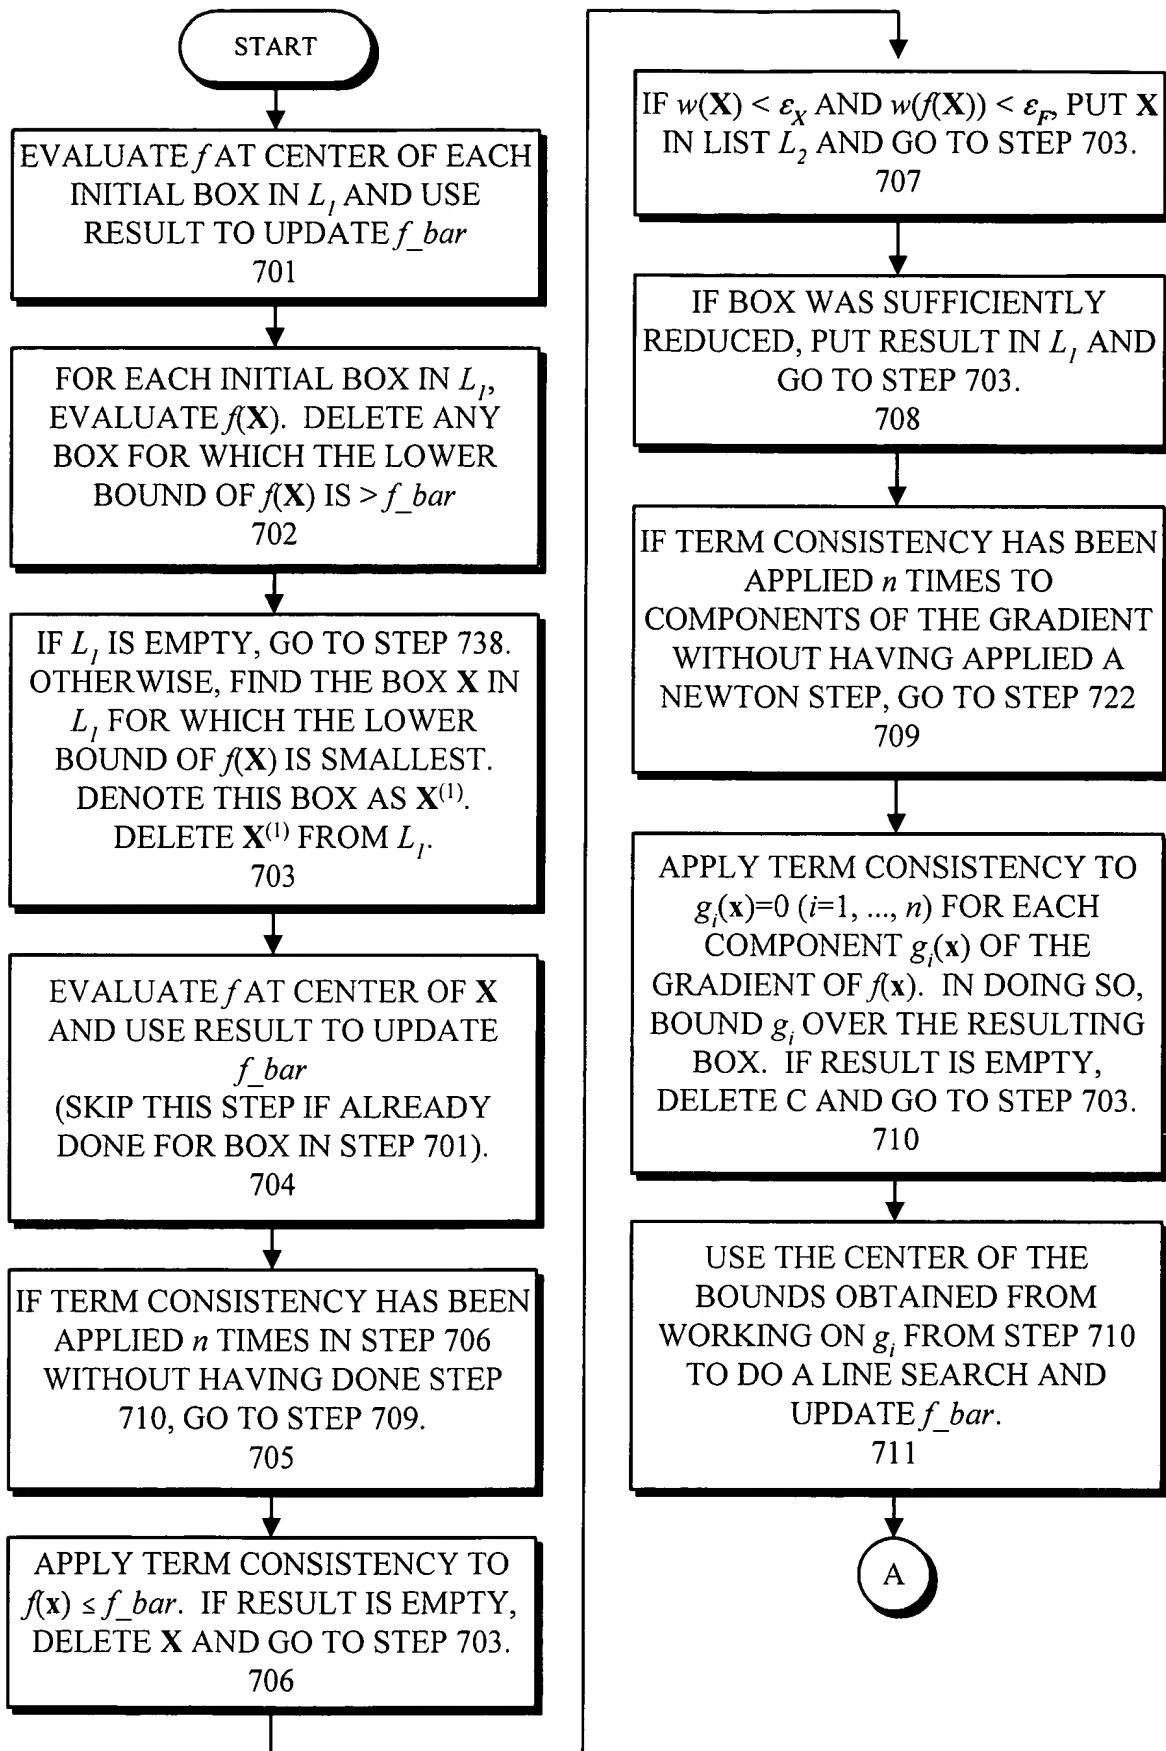 START
EVALUATE f AT CENTER OF EACH
INITIAL BOX IN L₁ AND USE
RESULT TO UPDATE f_bar
701
FOR EACH INITIAL BOX IN L₁,
EVALUATE f(X). DELETE ANY
BOX FOR WHICH THE LOWER
BOUND OF f(X) IS > f_bar
702
IF L₁ IS EMPTY, GO TO STEP 738.
OTHERWISE, FIND THE BOX X IN
L₁ FOR WHICH THE LOWER
BOUND OF f(X) IS SMALLEST.
DENOTE THIS BOX AS X⁽¹⁾.
DELETE X⁽¹⁾ FROM L₁.
703
EVALUATE f AT CENTER OF X
AND USE RESULT TO UPDATE
f_bar
(SKIP THIS STEP IF ALREADY
DONE FOR BOX IN STEP 701).
704
IF TERM CONSISTENCY HAS BEEN
APPLIED n TIMES IN STEP 706
WITHOUT HAVING DONE STEP
710, GO TO STEP 709.
705
APPLY TERM CONSISTENCY TO
f(x) ≤ f_bar. IF RESULT IS EMPTY,
DELETE X AND GO TO STEP 703.
706
IF w(X) < ε_X AND w(f(X)) < ε_F, PUT X
IN LIST L₂ AND GO TO STEP 703.
707
IF BOX WAS SUFFICIENTLY
REDUCED, PUT RESULT IN L₁ AND
GO TO STEP 703.
708
IF TERM CONSISTENCY HAS BEEN
APPLIED n TIMES TO
COMPONENTS OF THE GRADIENT
WITHOUT HAVING APPLIED A
NEWTON STEP, GO TO STEP 722
709
APPLY TERM CONSISTENCY TO
gᵢ(x)=0 (i=1, ..., n) FOR EACH
COMPONENT gᵢ(x) OF THE
GRADIENT OF f(x). IN DOING SO,
BOUND gᵢ OVER THE RESULTING
BOX. IF RESULT IS EMPTY,
DELETE C AND GO TO STEP 703.
710
USE THE CENTER OF THE
BOUNDS OBTAINED FROM
WORKING ON gᵢ FROM STEP 710
TO DO A LINE SEARCH AND
UPDATE f_bar.
711
A